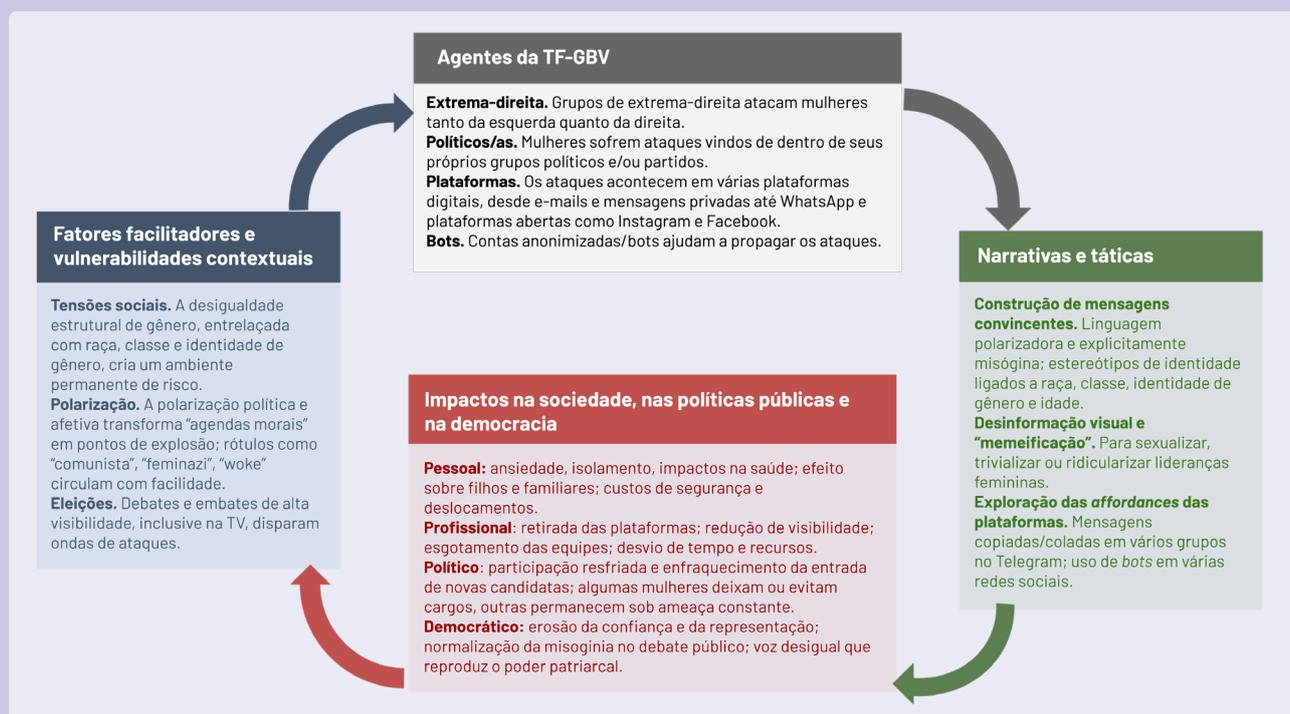 Agentes da TF-GBV
Extrema-direita. Grupos de extrema-direita atacam mulheres
tanto da esquerda quanto da direita.
Políticos/as. Mulheres sofrem ataques vindos de dentro de seus
próprios grupos políticos e/ou partidos.
Plataformas. Os ataques acontecem em várias plataformas
digitais, desde e-mails e mensagens privadas até WhatsApp e
plataformas abertas como Instagram e Facebook.
Bots. Contas anonimizadas/bots ajudam a propagar os ataques.
Narrativas e táticas
Construção de mensagens
convincentes. Linguagem
polarizadora e explicitamente
misógina; estereótipos de identidade
ligados a raça, classe, identidade de
gênero e idade.
Desinformação visual e
“memeificação”. Para sexualizar,
trivializar ou ridicularizar lideranças
femininas.
Exploração das affordances das
plataformas. Mensagens
copiadas/coladas em vários grupos
no Telegram; uso de bots em várias
redes sociais.
Impactos na sociedade, nas políticas públicas e
na democracia
Pessoal: ansiedade, isolamento, impactos na saúde; efeito
sobre filhos e familiares; custos de segurança e
deslocamentos.
Profissional: retirada das plataformas; redução de visibilidade;
esgotamento das equipes; desvio de tempo e recursos.
Político: participação resfriada e enfraquecimento da entrada
de novas candidatas; algumas mulheres deixam ou evitam
cargos, outras permanecem sob ameaça constante.
Democrático: erosão da confiança e da representação;
normalização da misoginia no debate público; voz desigual que
reproduz o poder patriarcal.
Fatores facilitadores e
vulnerabilidades contextuais
Tensões sociais. A desigualdade
estrutural de gênero, entrelaçada
com raça, classe e identidade de
gênero, cria um ambiente
permanente de risco.
Polarização. A polarização política e
afetiva transforma “agendas morais”
em pontos de explosão; rótulos como
“comunista”, “feminazi”, “woke”
circulam com facilidade.
Eleições. Debates e embates de alta
visibilidade, inclusive na TV, disparam
ondas de ataques.